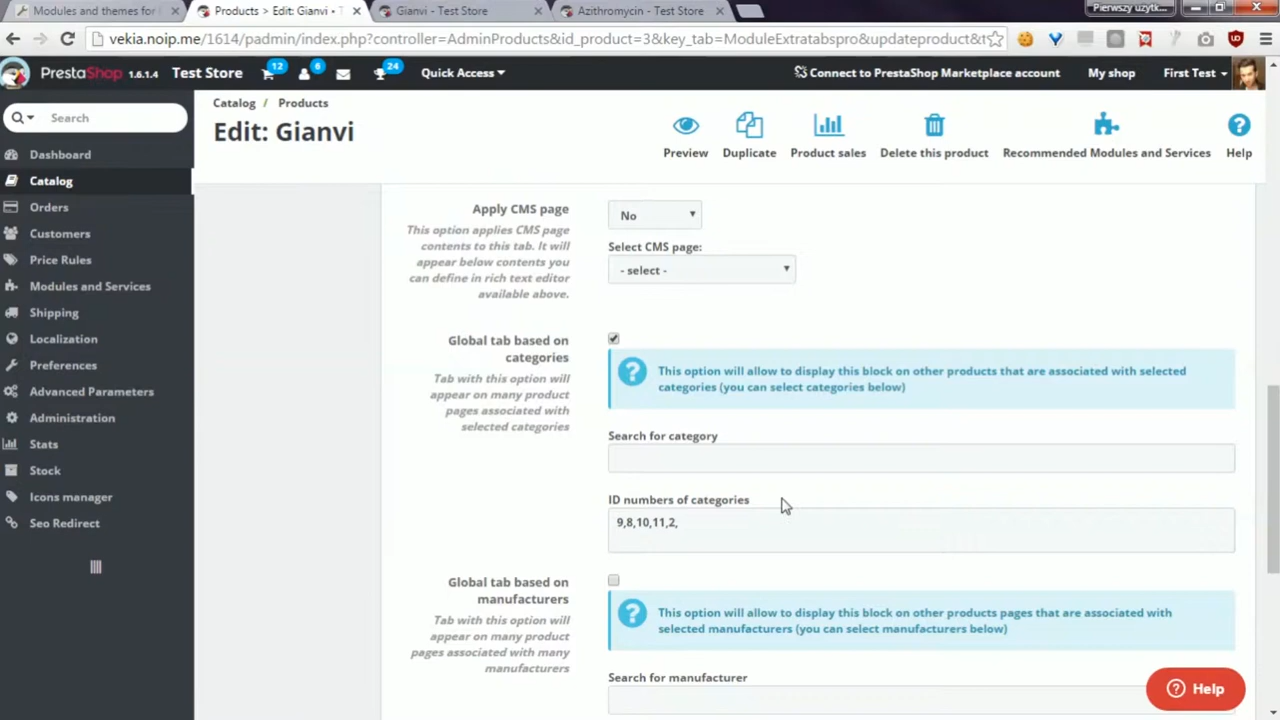 Modules and themes for
Products > Edit: Gianvi • T
Gianvi - Test Store
Azithromycin - Test Store
Pierwszy użytk...
vekia.noip.me/1614/padmin/index.php?controller=AdminProducts&id_product=3&key_tab=ModuleExtratabspro&updateproduct&t
PrestaShop 1.6.1.4
Test Store
12
6
24
Quick Access
Connect to PrestaShop Marketplace account
My shop
First Test
Search
Dashboard
Catalog
Orders
Customers
Price Rules
Modules and Services
Shipping
Localization
Preferences
Advanced Parameters
Administration
Stats
Stock
Icons manager
Seo Redirect
Catalog / Products
Edit: Gianvi
Preview
Duplicate
Product sales
Delete this product
Recommended Modules and Services
Help
Apply CMS page
This option applies CMS page
contents to this tab. It will
appear below contents you
can define in rich text editor
available above.
No
Select CMS page:
- select -
Global tab based on
categories
Tab with this option will
appear on many product
pages associated with
selected categories
This option will allow to display this block on other products that are associated with selected
categories (you can select categories below)
Search for category
ID numbers of categories
9,8,10,11,2,
Global tab based on
manufacturers
Tab with this option will
appear on many product
pages associated with many
manufacturers
This option will allow to display this block on other products pages that are associated with
selected manufacturers (you can select manufacturers below)
Search for manufacturer
Help